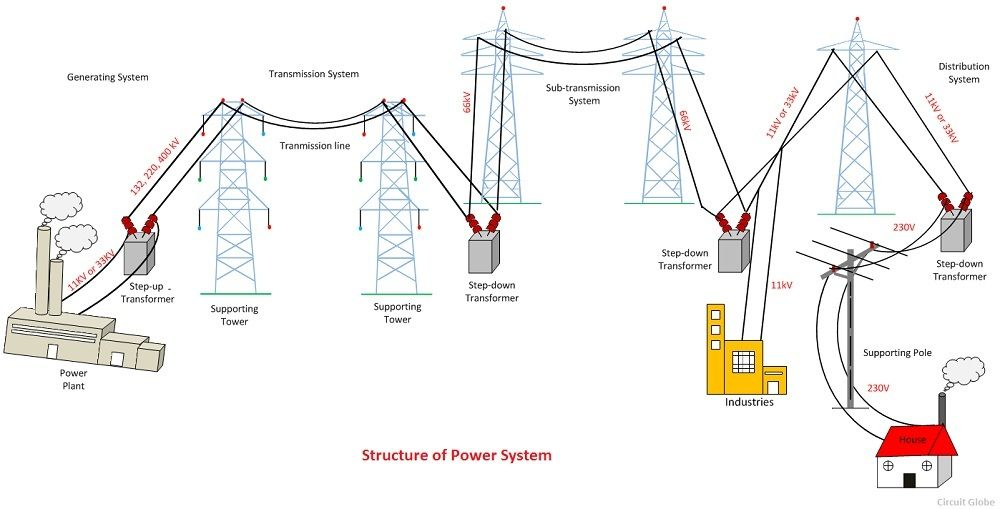 Generating System
Transmission System
Sub-transmission
System
Distribution
System
132, 220, 400 KV
Tranmission line
66kV
66kV
11kV or 33kV
11kV or 33kV
11KV or 33KV
Step-up -
Transformer
Supporting
Tower
Supporting
Tower
Step-down
Transformer
Step-down
Transformer
230V
Step-down
Transformer
11kV
Power
Plant
Industries
Supporting Pole
230V
House
Structure of Power System
Circuit Globe